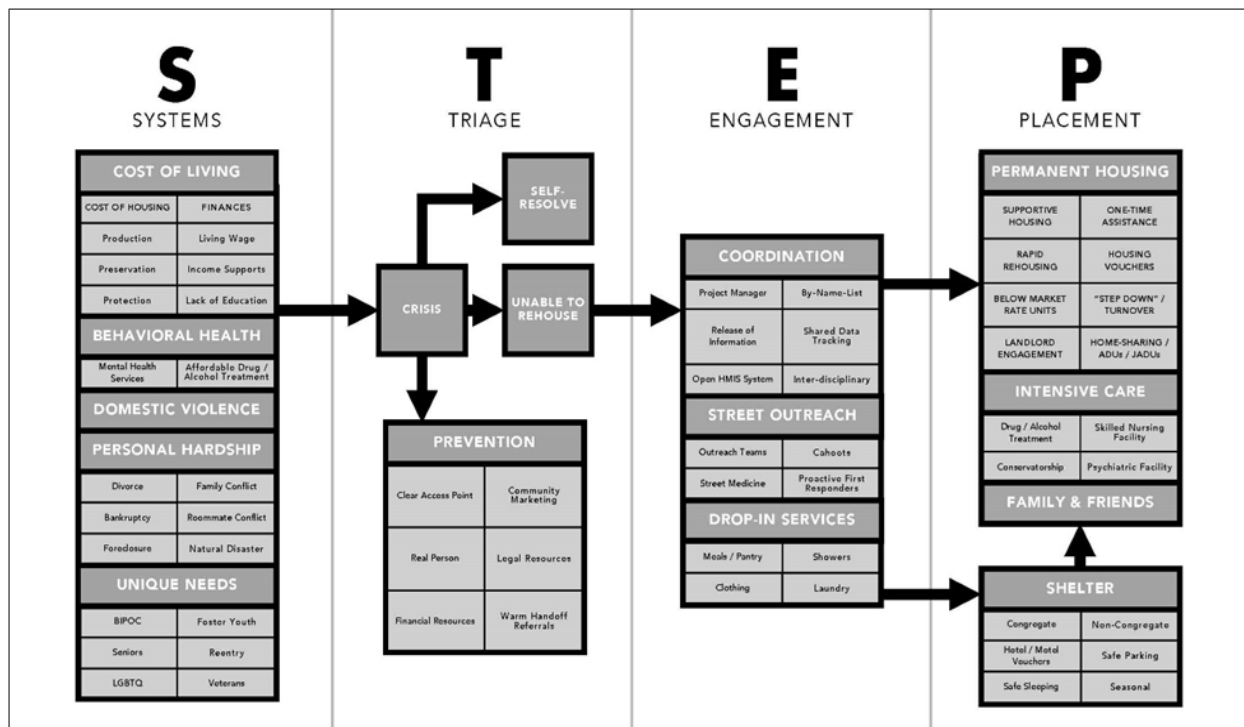 S
SYSTEMS
COST OF LIVING
COST OF HOUSING
FINANCES
Production
Living Wage
Preservation
Income Supports
Protection
Lack of Education
BEHAVIORAL HEALTH
Mental Health
Services
Affordable Drug /
Alcohol Treatment
DOMESTIC VIOLENCE
PERSONAL HARDSHIP
Divorce
Family Conflict
Bankruptcy
Roommate Conflict
Foreclosure
Natural Disaster
UNIQUE NEEDS
BIPOC
Foster Youth
Seniors
Reentry
LGBTQ
Veterans
T
TRIAGE
SELF-
RESOLVE
CRISIS
UNABLE TO
REHOUSE
PREVENTION
Clear Access Point
Community
Marketing
Real Person
Legal Resources
Financial Resources
Warm Handoff
Referrals
E
ENGAGEMENT
COORDINATION
Project Manager
By-Name-List
Release of
Information
Shared Data
Tracking
Open HMIS System
Inter-disciplinary
STREET OUTREACH
Outreach Teams
Cahoots
Street Medicine
Proactive First
Responders
DROP-IN SERVICES
Meals / Pantry
Showers
Clothing
Laundry
P
PLACEMENT
PERMANENT HOUSING
SUPPORTIVE
HOUSING
ONE-TIME
ASSISTANCE
RAPID
REHOUSING
HOUSING
VOUCHERS
BELOW MARKET
RATE UNITS
"STEP DOWN" /
TURNOVER
LANDLORD
ENGAGEMENT
HOME-SHARING /
ADUs / JADUs
INTENSIVE CARE
Drug / Alcohol
Treatment
Skilled Nursing
Facility
Conservatorship
Psychiatric Facility
FAMILY & FRIENDS
SHELTER
Congregate
Non-Congregate
Hotel / Motel
Vouchers
Safe Parking
Safe Sleeping
Seasonal